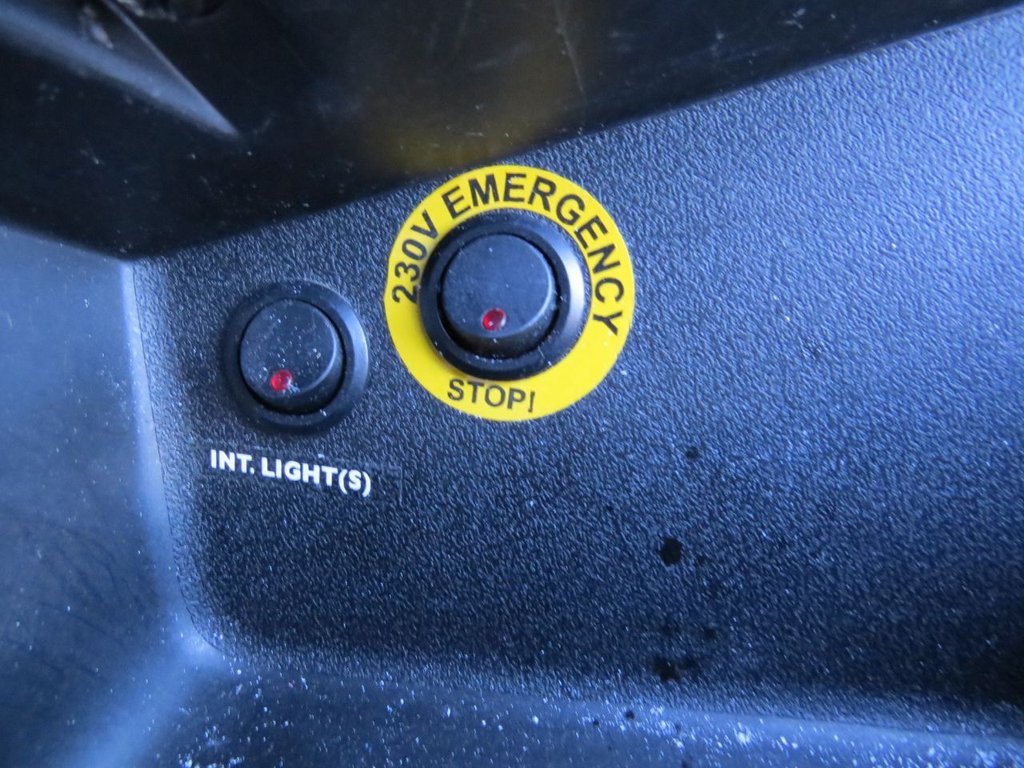 230V EMERGENCY
STOP!
INT. LIGHT(S)